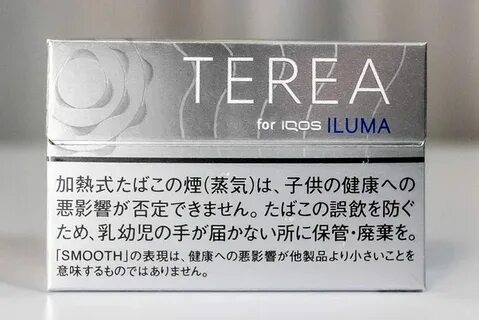 TEREA
for IQOS ILUMA
加熱式たばこの煙(蒸気)は、子供の健康への
悪影響が否定できません。たばこの誤飲を防ぐ
ため、乳幼児の手が届かない所に保管・廃棄を。
「SMOOTH」の表現は、健康への悪影響が他製品より小さいことを
意味するものではありません。